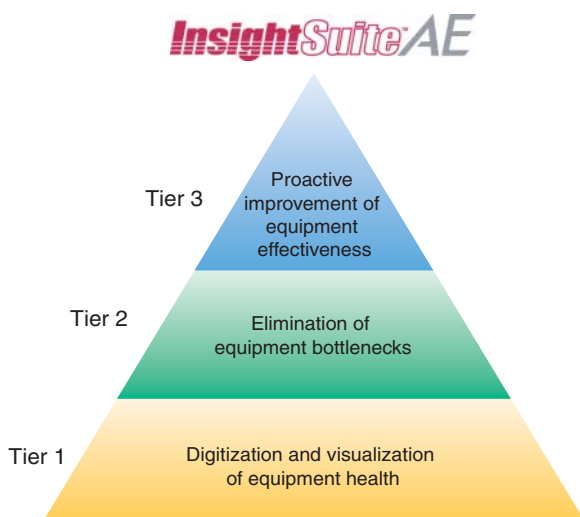 InsightSuite™AE
Tier 3
Proactive
improvement of
equipment
effectiveness
Tier 2
Elimination of
equipment bottlenecks
Tier 1
Digitization and visualization
of equipment health